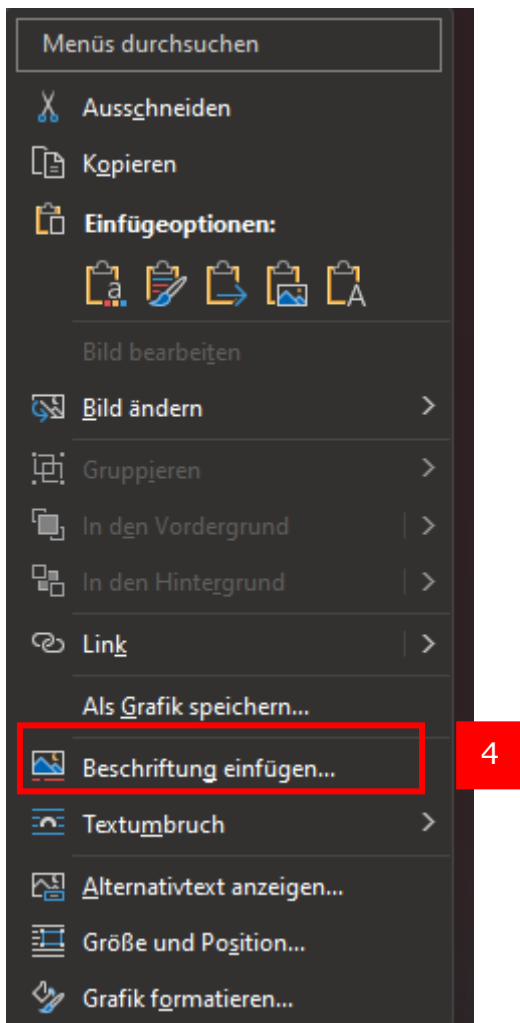 Menüs durchsuchen
Ausschneiden
Kopieren
Einfügeoptionen:
Bild bearbeiten
Bild ändern
Gruppieren
In den Vordergrund
In den Hintergrund
Link
Als Grafik speichern...
Beschriftung einfügen...
4
Textumbruch
Alternativtext anzeigen...
Größe und Position...
Grafik formatieren...